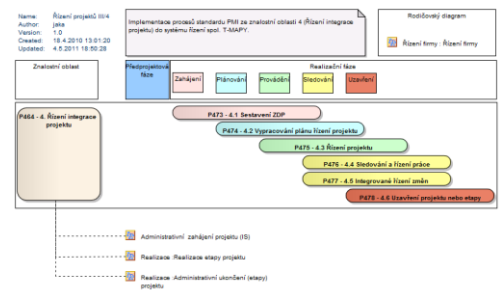 Name: Řízení projektů III/4
Author: jaka
Version: 1.0
Created: 18.4.2010 13:01:20
Updated: 4.5.2011 18:50:28
Implementace procesů standardu PMI ze znalostní oblasti 4 (Řízení integrace
projektu) do systému řízení spol. T-MAPY.
Rodičovský diagram
Řízení firmy : Řízení firmy
Znalostní oblast
Předprojektová
fáze
Realizační fáze
Zahájení
Plánování
Provádění
Sledování
Uzavření
P464 - 4. Řízení integrace
projektu
P473 - 4.1 Sestavení ZDP
P474 - 4.2 Vypracování plánu řízení projektu
P475 - 4.3 Řízení projektu
P476 - 4.4 Sledování a řízení práce
P477 - 4.5 Integrované řízení změn
P478 - 4.6 Uzavření projektu nebo etapy
Administrativní zahájení projektu (IS)
Realizace :Realizace etapy projektu
Realizace :Administrativní ukončení (etapy)
projektu